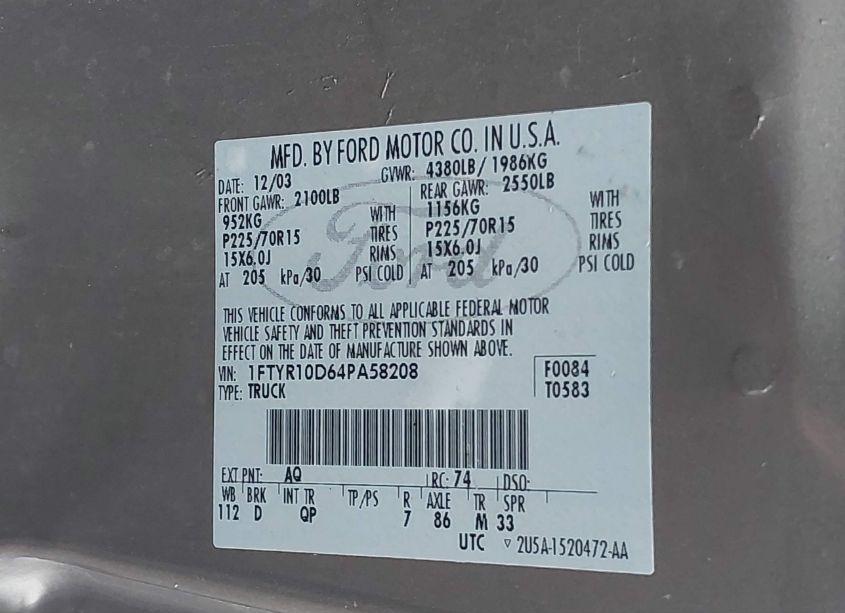 MFD. BY FORD MOTOR CO. IN U.S.A.
DATE: 12/03 GVWR: 4380LB/ 1986KG
FRONT GAWR: 2100LB REAR GAWR: 2550LB
952KG WITH 1156KG WITH
P225/70R15 TIRES P225/70R15 TIRES
15X6.0J RIMS 15X6.0J RIMS
AT 205 kPa/30 PSI COLD AT 205 kPa/30 PSI COLD
Ford
THIS VEHICLE CONFORMS TO ALL APPLICABLE FEDERAL MOTOR
VEHICLE SAFETY AND THEFT PREVENTION STANDARDS IN
EFFECT ON THE DATE OF MANUFACTURE SHOWN ABOVE.
VIN: 1FTYR10D64PA58208 F0084
TYPE: TRUCK T0583
EXT PNT: AQ RC: 74 DSO:
WB BRK INT TR TP/PS R AXLE TR SPR
112 D QP 7 86 M 33
UTC ▽ 2U5A-1520472-AA